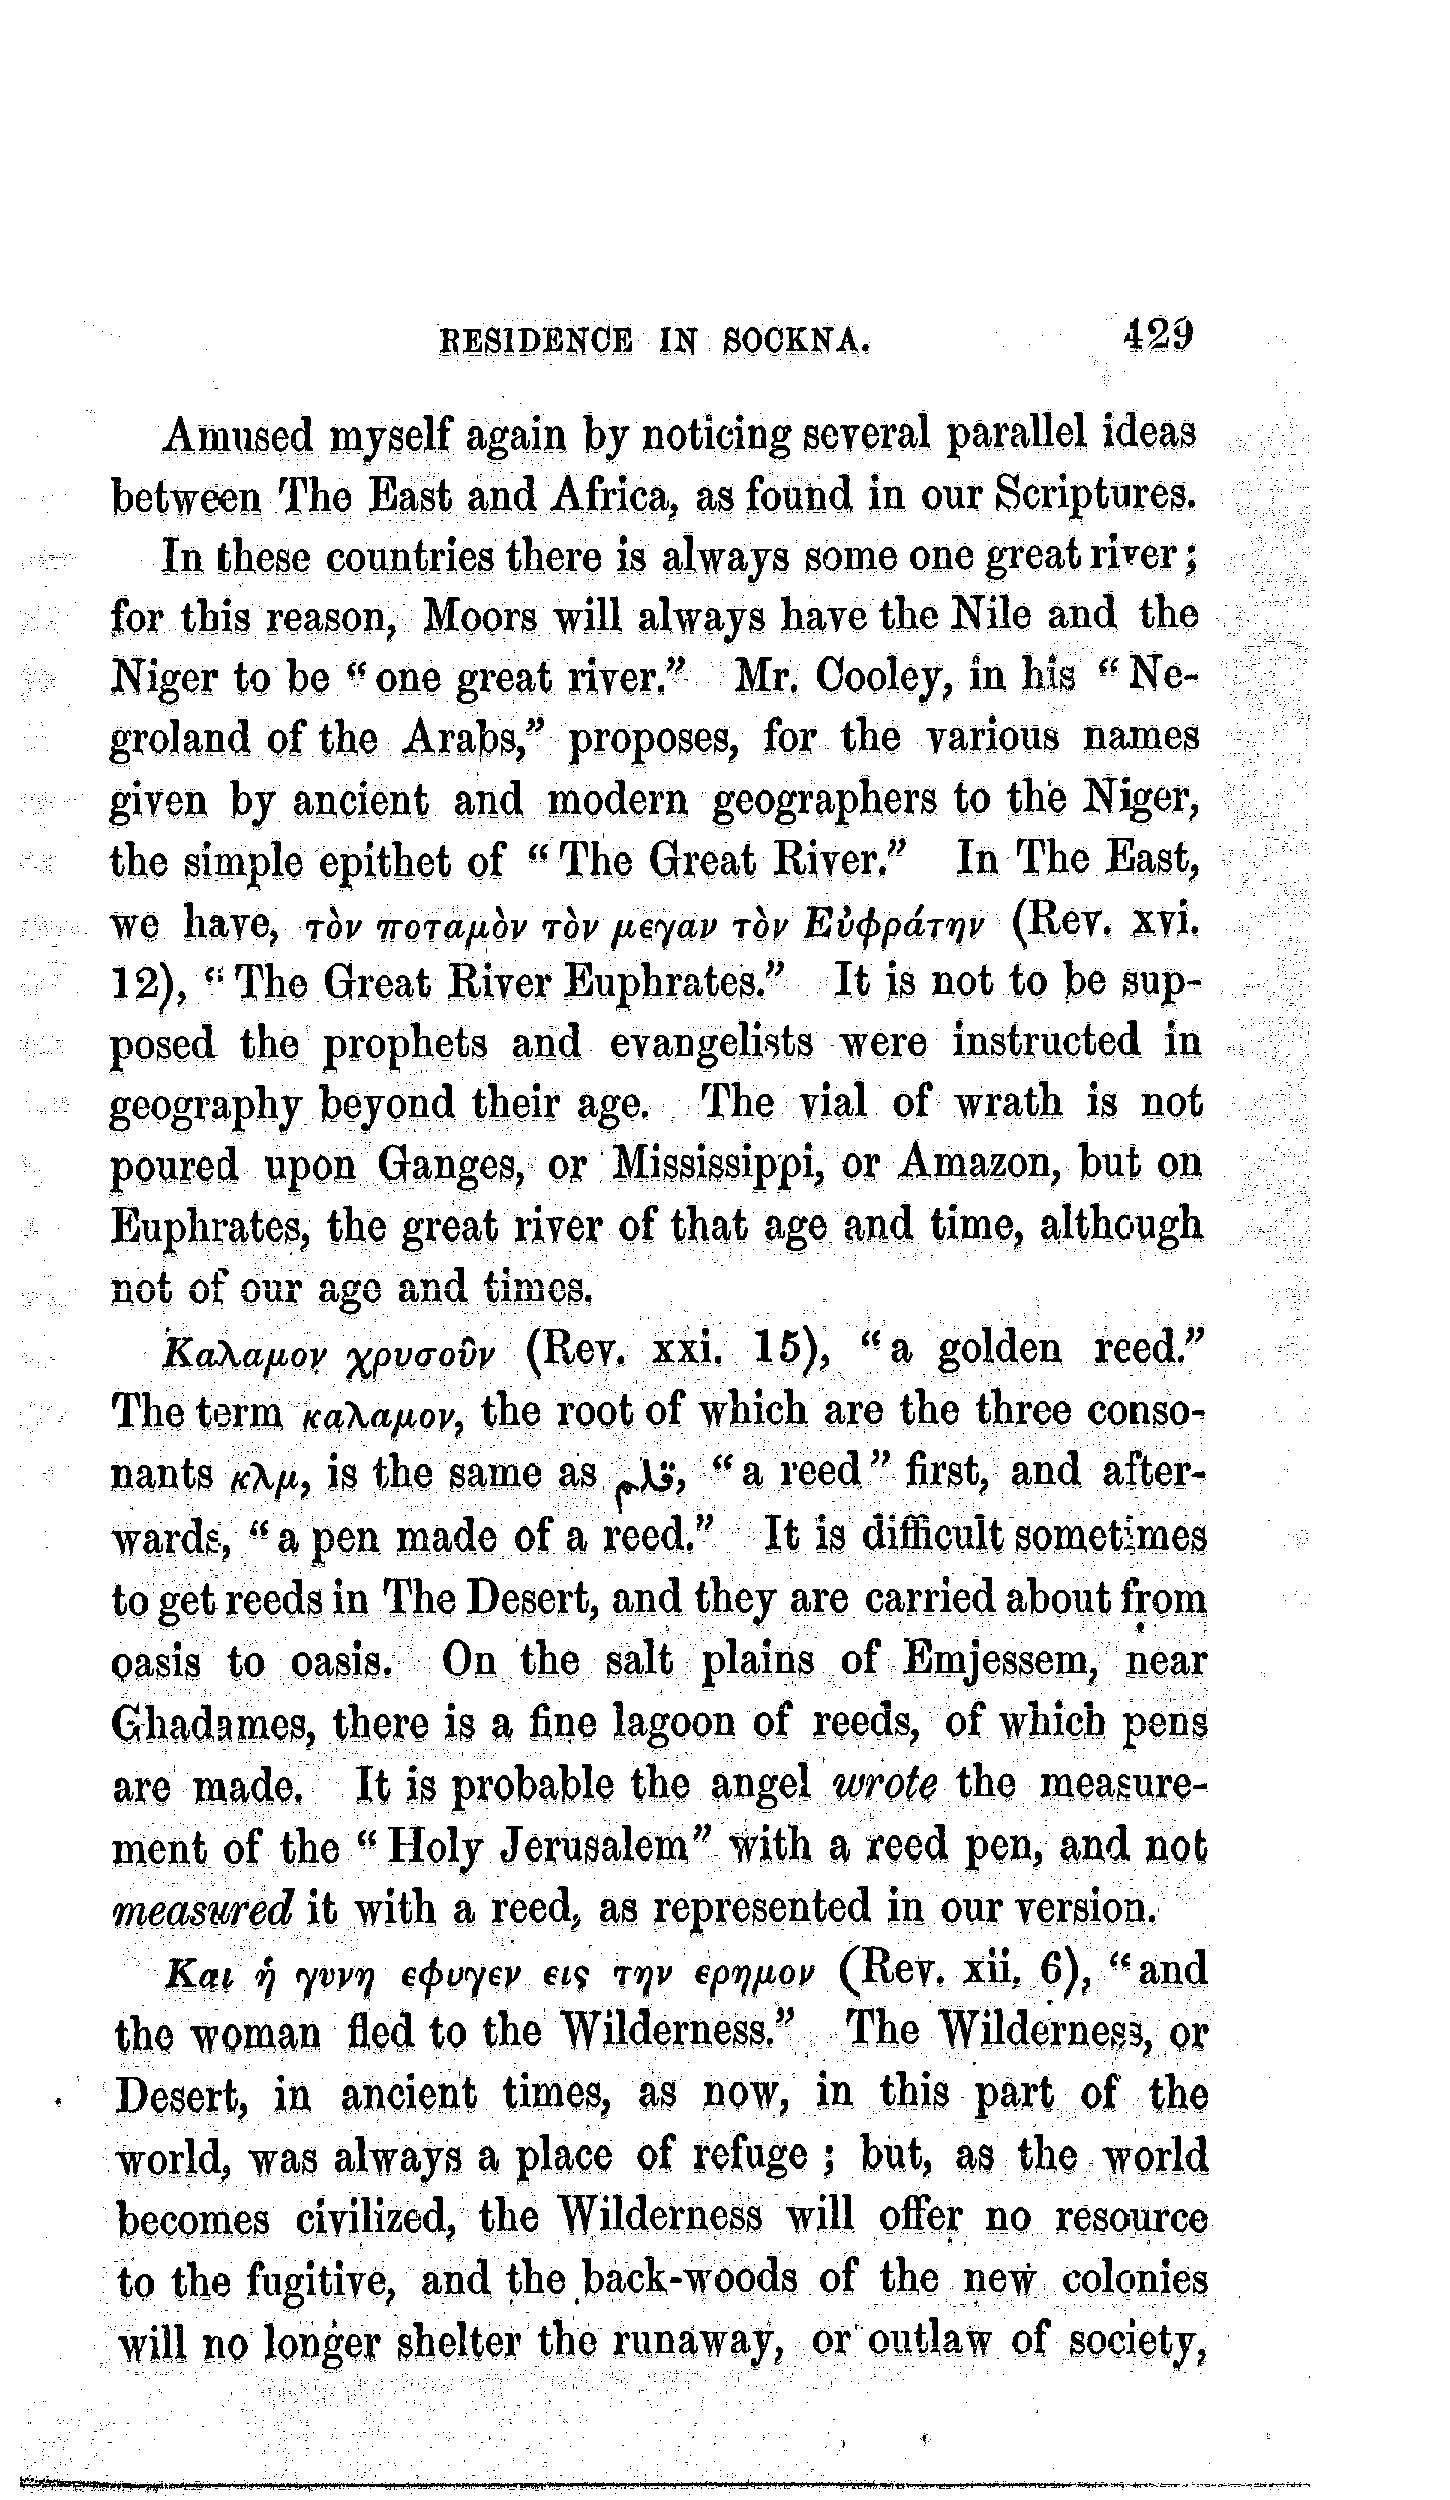 RESIDENCE IN SOCKNA. 429
Amused myself again by noticing several parallel ideas
between The East and Africa, as found in our Scriptures.
In these countries there is always some one great river;
for this reason, Moors will always have the Nile and the
Niger to be “one great river.” Mr. Cooley, in his “Ne-
groland of the Arabs,” proposes, for the various names
given by ancient and modern geographers to the Niger,
the simple epithet of “The Great River.” In The East,
we have, τὸν ποταμὸν τὸν μεγαν τὸν Εὐφράτην (Rev. xvi.
12), “The Great River Euphrates.” It is not to be sup-
posed the prophets and evangelists were instructed in
geography beyond their age. The vial of wrath is not
poured upon Ganges, or Mississippi, or Amazon, but on
Euphrates, the great river of that age and time, although
not of our age and times.
Καλαμον χρυσοῦν (Rev. xxi. 15), “a golden reed.”
The term καλαμον, the root of which are the three conso-
nants κλμ, is the same as قلم, “a reed” first, and after-
wards, “a pen made of a reed.” It is difficult sometimes
to get reeds in The Desert, and they are carried about from
oasis to oasis. On the salt plains of Emjessem, near
Ghadames, there is a fine lagoon of reeds, of which pens
are made. It is probable the angel wrote the measure-
ment of the “Holy Jerusalem” with a reed pen, and not
measured it with a reed, as represented in our version.
Και ἡ γυνη εφυγεν εις την ερημον (Rev. xii. 6), “and
the woman fled to the Wilderness.” The Wilderness, or
Desert, in ancient times, as now, in this part of the
world, was always a place of refuge; but, as the world
becomes civilized, the Wilderness will offer no resource
to the fugitive, and the back-woods of the new colonies
will no longer shelter the runaway, or outlaw of society,